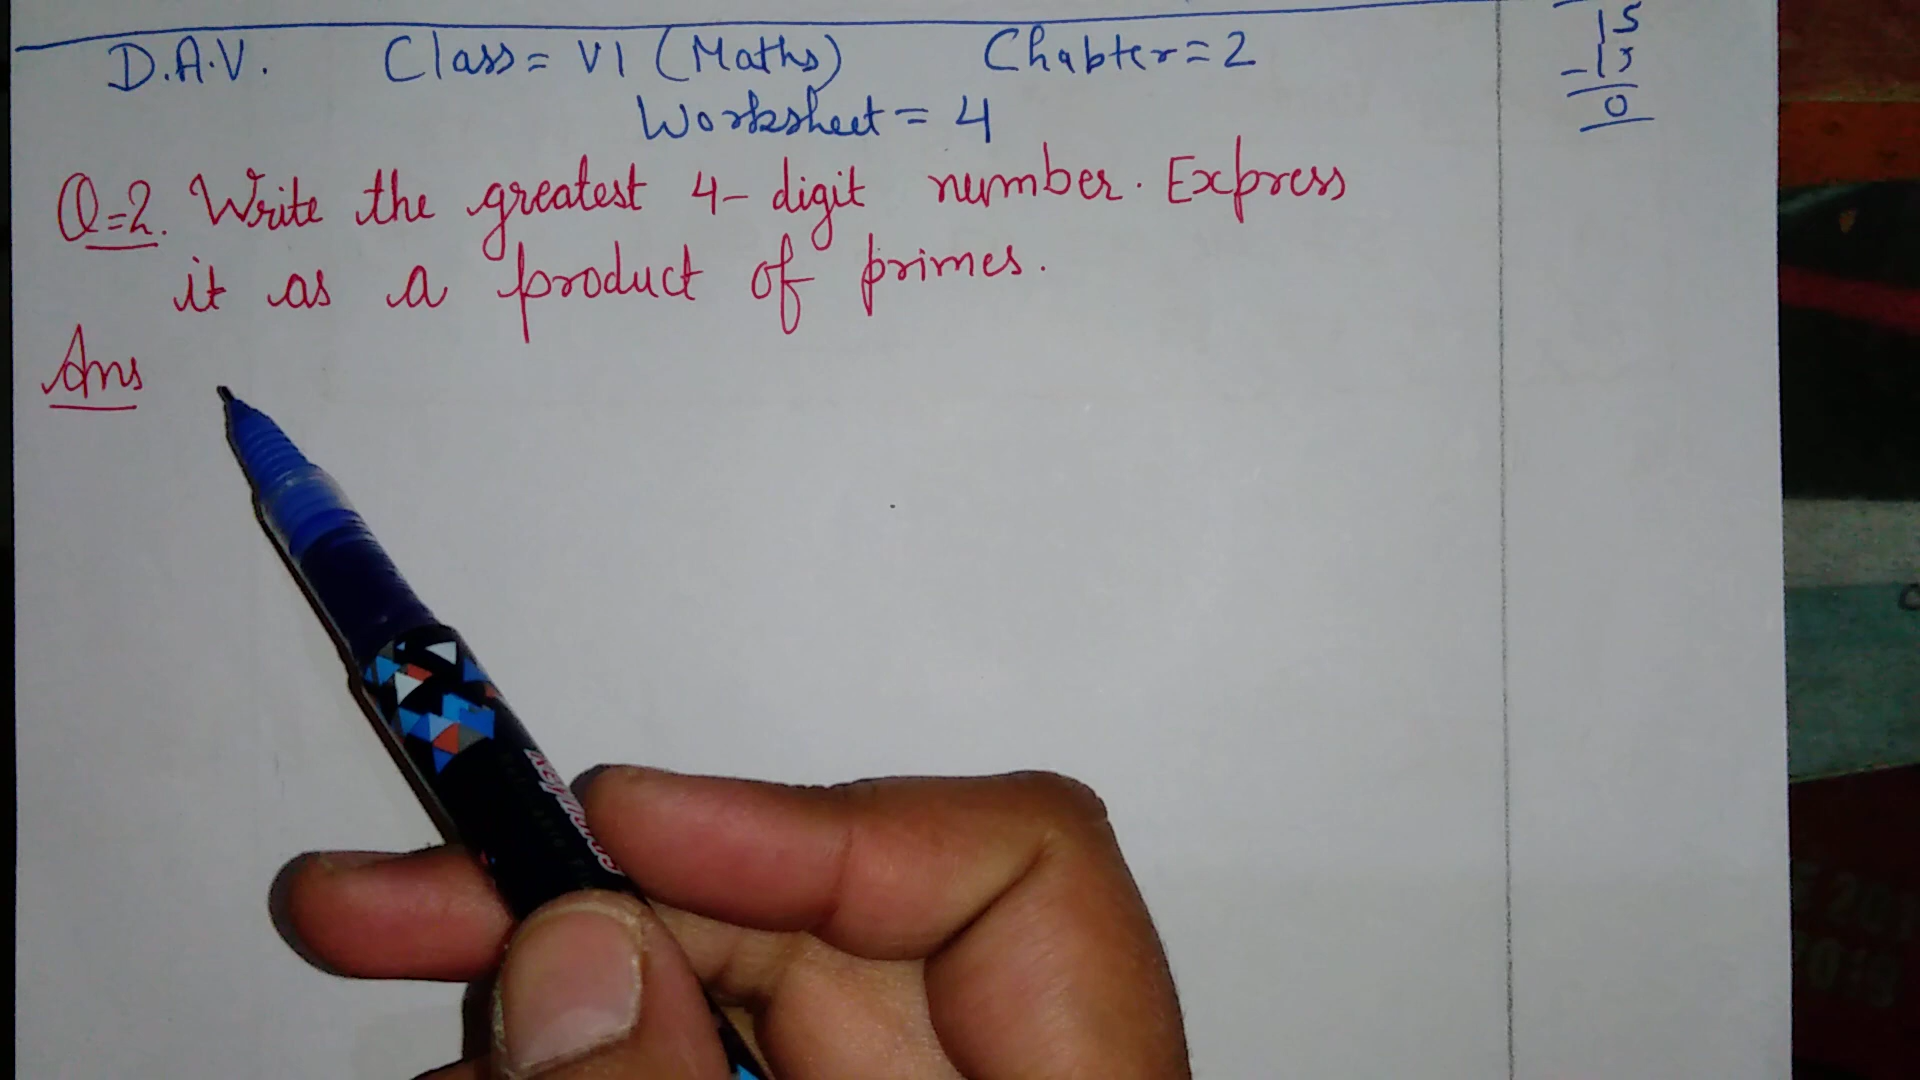 D.A.V. Class = VI (Maths) Chapter = 2
Worksheet = 4
Q=2. Write the greatest 4-digit number. Express
it as a product of primes.
Ans
15
-15
0